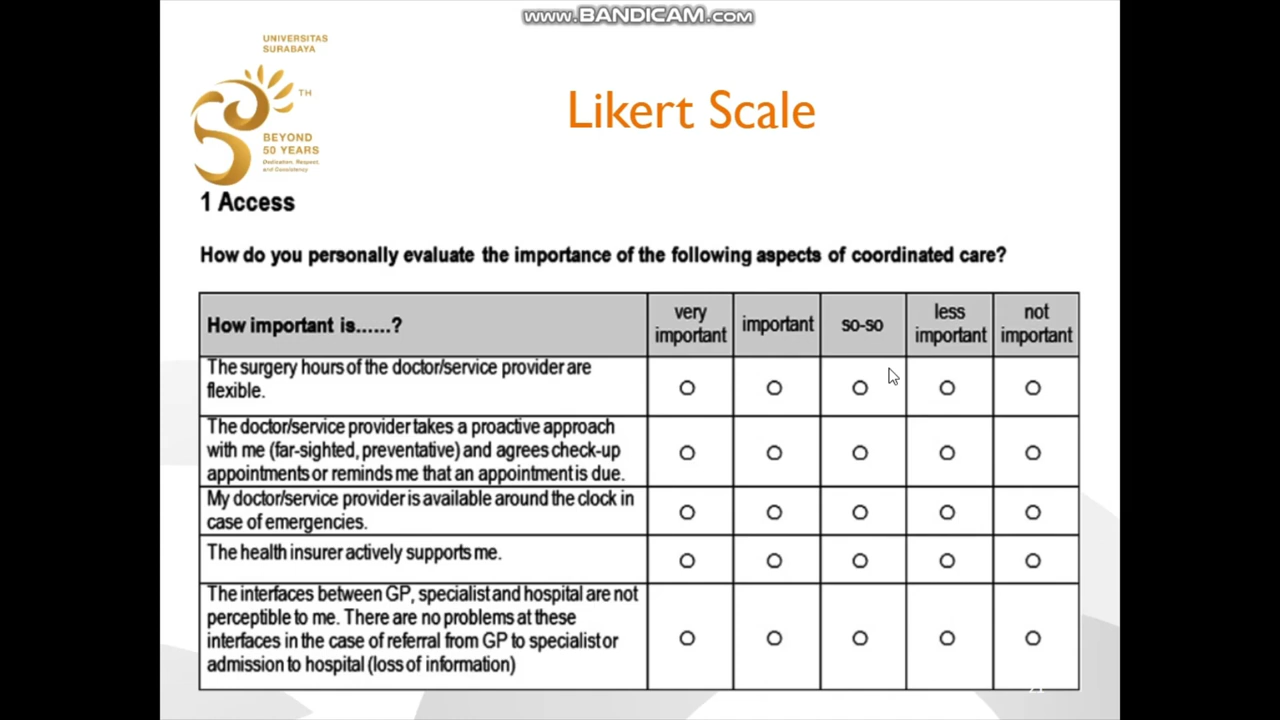 WWW.BANDICAM.COM
UNIVERSITAS
SURABAYA
TH
BEYOND
50 YEARS
Dedication, Respect,
and Consistency
Likert Scale
1 Access
How do you personally evaluate the importance of the following aspects of coordinated care?
How important is......?
very
important
important
so-so
less
important
not
important
The surgery hours of the doctor/service provider are
flexible.
The doctor/service provider takes a proactive approach
with me (far-sighted, preventative) and agrees check-up
appointments or reminds me that an appointment is due.
My doctor/service provider is available around the clock in
case of emergencies.
The health insurer actively supports me.
The interfaces between GP, specialist and hospital are not
perceptible to me. There are no problems at these
interfaces in the case of referral from GP to specialist or
admission to hospital (loss of information)
21